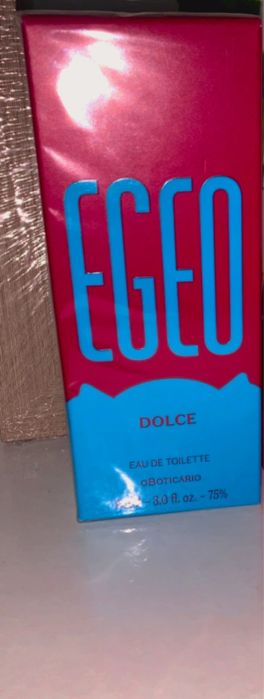 EGEO
DOLCE
EAU DE TOILETTE
oBOTICÁRIO
3.0 fl. oz. - 75%